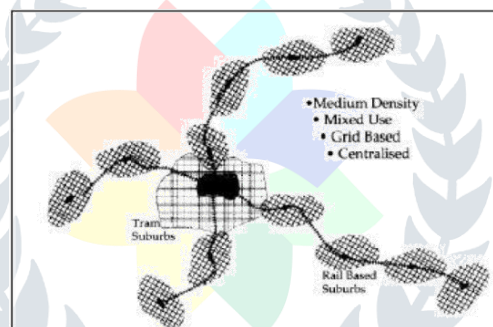 •Medium Density
• Mixed Use
• Grid Based
• Centralised
Tram
Suburbs
Rail Based
Suburbs